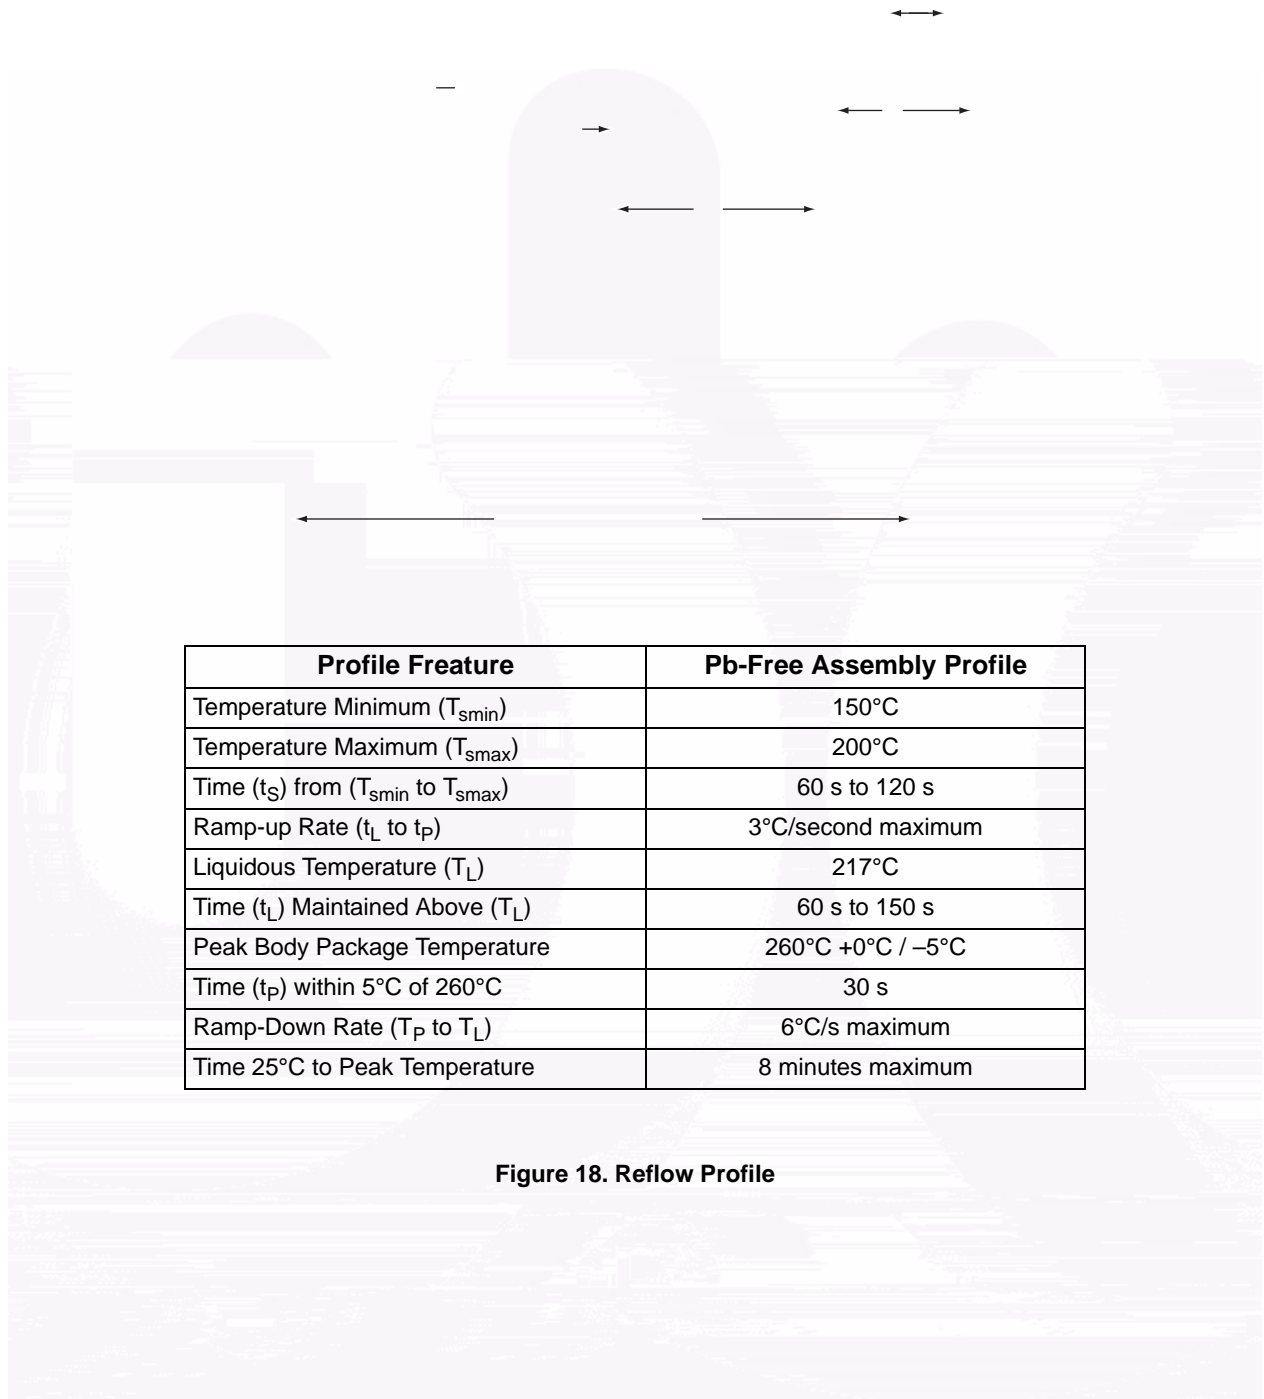 Profile Freature Pb-Free Assembly Profile
Temperature Minimum (Tsmin) 150°C
Temperature Maximum (Tsmax) 200°C
Time (tS) from (Tsmin to Tsmax) 60 s to 120 s
Ramp-up Rate (tL to tP) 3°C/second maximum
Liquidous Temperature (TL) 217°C
Time (tL) Maintained Above (TL) 60 s to 150 s
Peak Body Package Temperature 260°C +0°C / –5°C
Time (tP) within 5°C of 260°C 30 s
Ramp-Down Rate (TP to TL) 6°C/s maximum
Time 25°C to Peak Temperature 8 minutes maximum
Figure 18. Reflow Profile